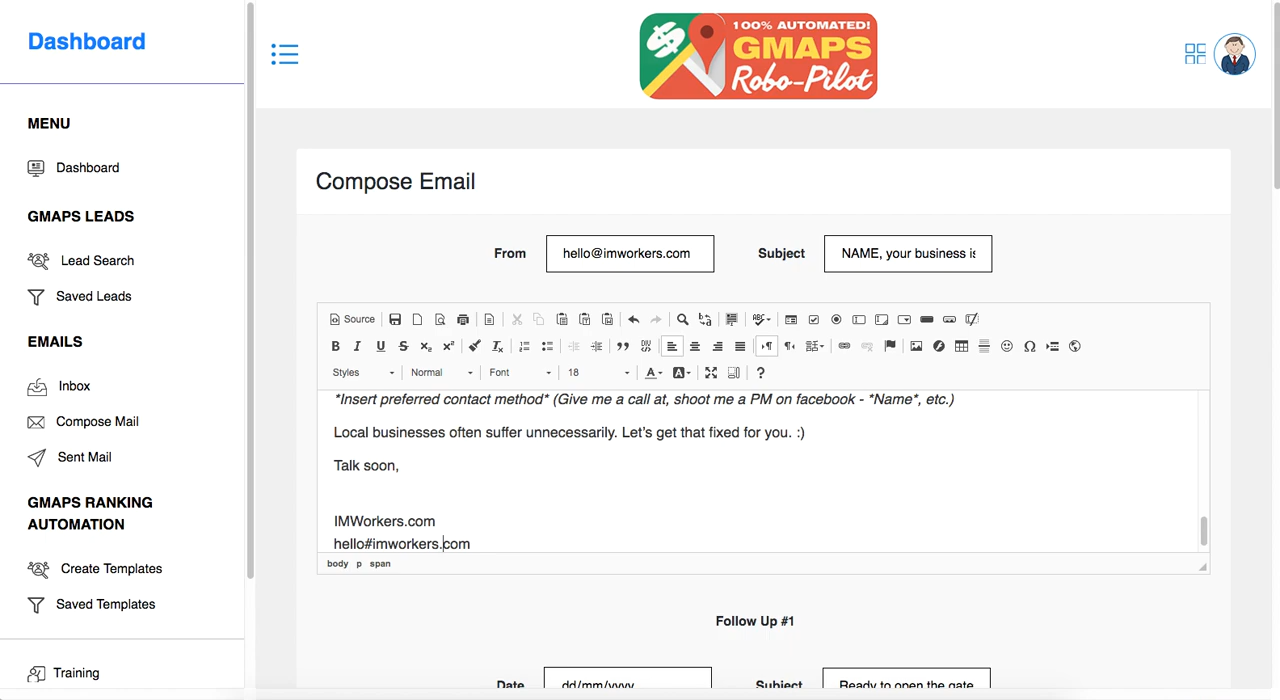 Dashboard
100% AUTOMATED!
GMAPS
Robo-Pilot
MENU
Dashboard
GMAPS LEADS
Lead Search
Saved Leads
EMAILS
Inbox
Compose Mail
Sent Mail
GMAPS RANKING
AUTOMATION
Create Templates
Saved Templates
Training
Compose Email
From hello@imworkers.com Subject NAME, your business is
Source
Styles Normal Font 18
*Insert preferred contact method* (Give me a call at, shoot me a PM on facebook - *Name*, etc.)
Local businesses often suffer unnecessarily. Let's get that fixed for you. :)
Talk soon,
IMWorkers.com
hello#imworkers.com
body p span
Follow Up #1
Date dd/mm/yyyy Subject Ready to open the gate